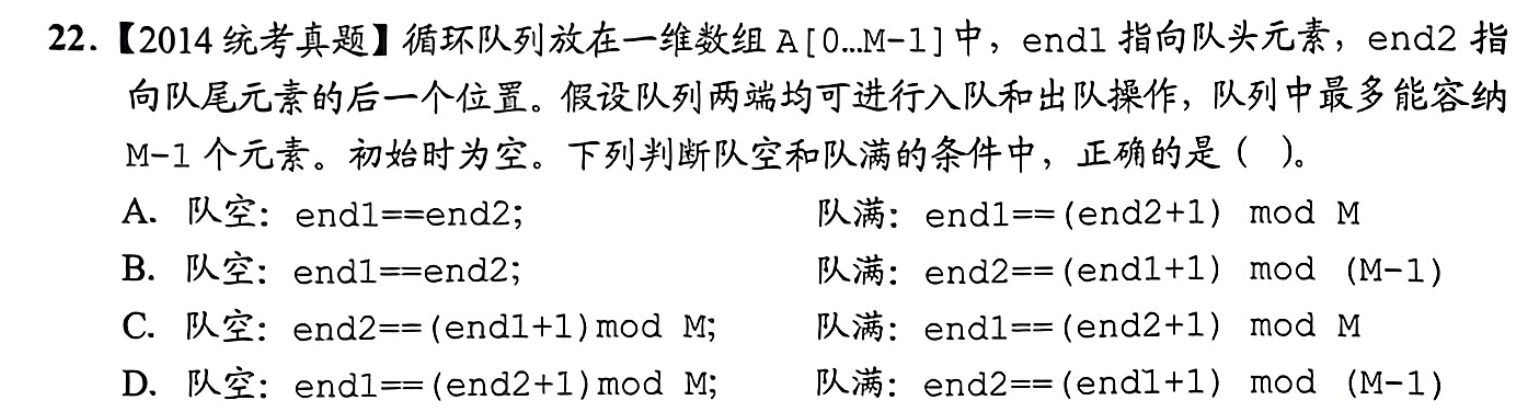 22.【2014统考真题】循环队列放在一维数组 A[0…M-1]中，end1 指向队头元素，end2 指
向队尾元素的后一个位置。假设队列两端均可进行入队和出队操作，队列中最多能容纳
M-1 个元素。初始时为空。下列判断队空和队满的条件中，正确的是（ ）。
A. 队空：end1==end2; 队满：end1==(end2+1) mod M
B. 队空：end1==end2; 队满：end2==(end1+1) mod (M-1)
C. 队空：end2==(end1+1)mod M; 队满：end1==(end2+1) mod M
D. 队空：end1==(end2+1)mod M; 队满：end2==(end1+1) mod (M-1)